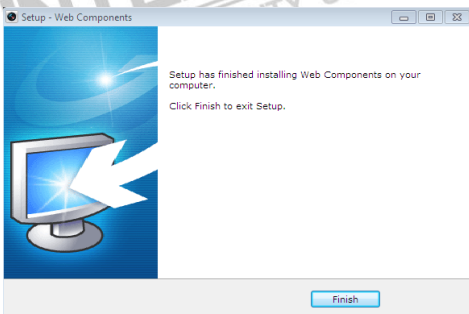 Setup - Web Components
Setup has finished installing Web Components on your
computer.
Click Finish to exit Setup.
Finish